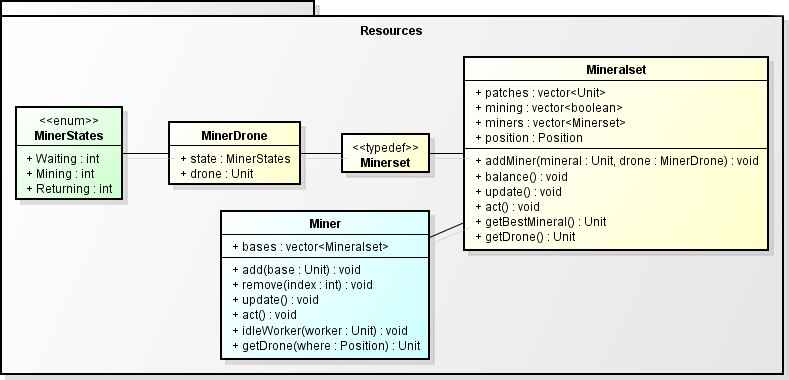 Resources
<<enum>>
MinerStates
+ Waiting : int
+ Mining : int
+ Returning : int
MinerDrone
+ state : MinerStates
+ drone : Unit
<<typedef>>
Minerset
Mineralset
+ patches : vector<Unit>
+ mining : vector<boolean>
+ miners : vector<Minerset>
+ position : Position
+ addMiner(mineral : Unit, drone : MinerDrone) : void
+ balance() : void
+ update() : void
+ act() : void
+ getBestMineral() : Unit
+ getDrone() : Unit
Miner
+ bases : vector<Mineralset>
+ add(base : Unit) : void
+ remove(index : int) : void
+ update() : void
+ act() : void
+ idleWorker(worker : Unit) : void
+ getDrone(where : Position) : Unit